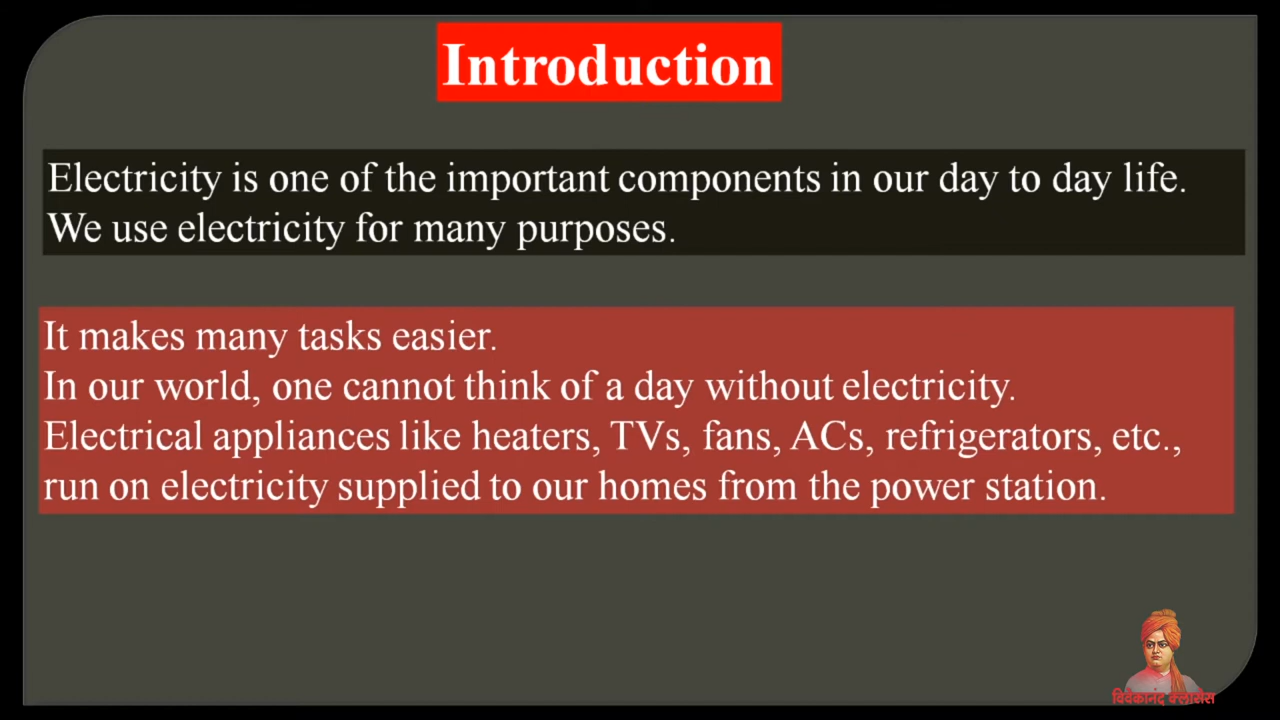 Introduction
Electricity is one of the important components in our day to day life.
We use electricity for many purposes.
It makes many tasks easier.
In our world, one cannot think of a day without electricity.
Electrical appliances like heaters, TVs, fans, ACs, refrigerators, etc.,
run on electricity supplied to our homes from the power station.
विवेकानंद क्लासेस